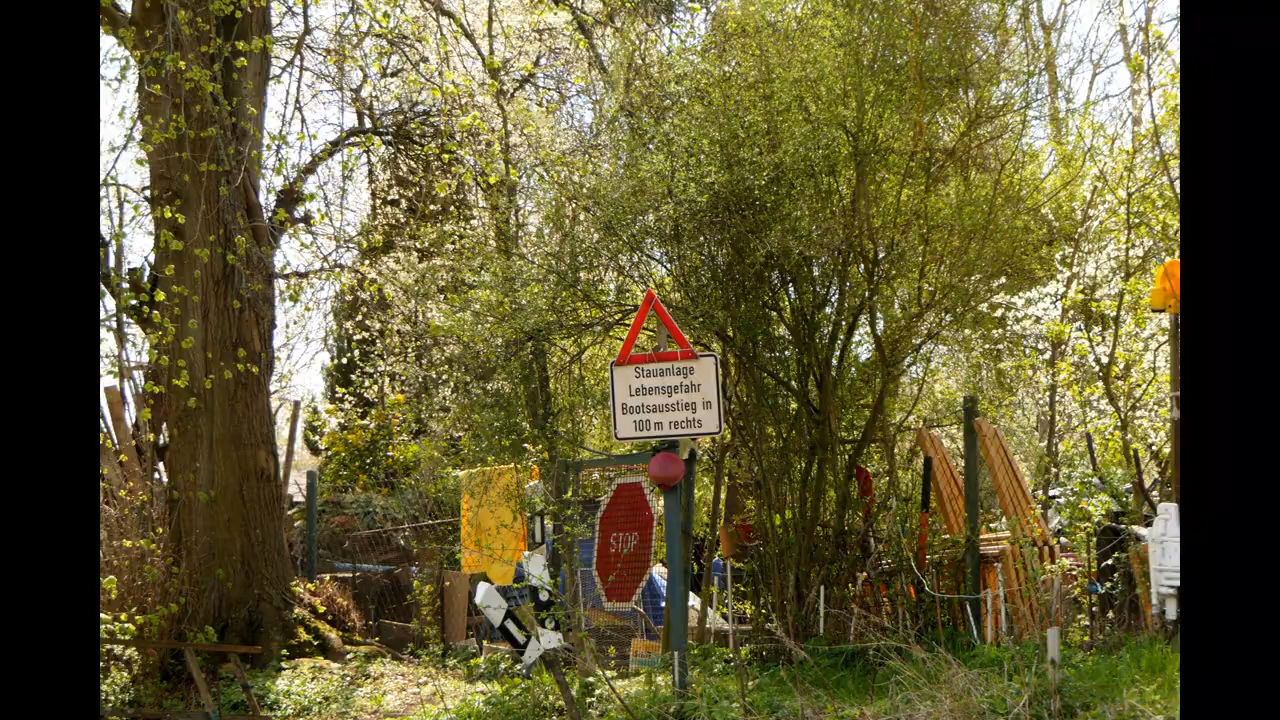 Stauanlage
Lebensgefahr
Bootsausstieg in
100 m rechts
STOP